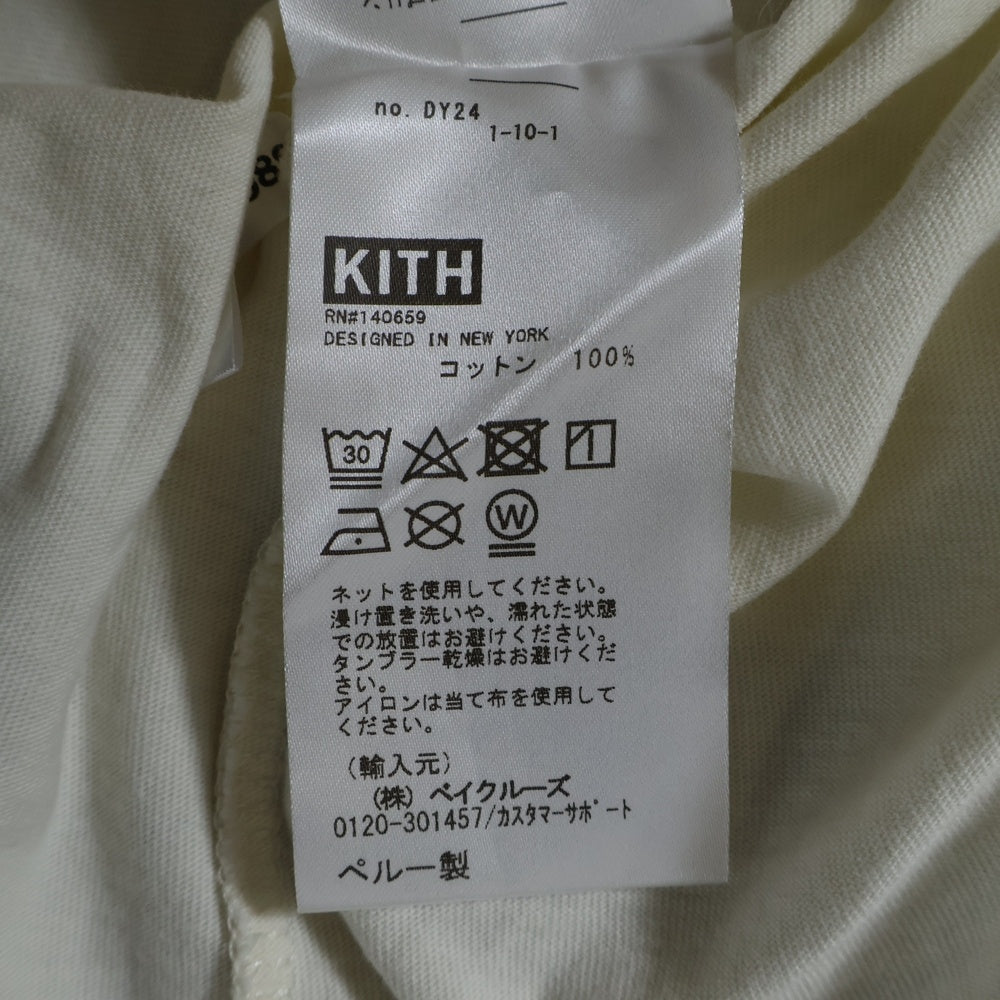 no. DY24
1-10-1
KITH
RN#140659
DESIGNED IN NEW YORK
コットン 100%
30
W
ネットを使用してください。
浸け置き洗いや、濡れた状態
での放置はお避けください。
タンブラー乾燥はお避けくだ
さい。
アイロンは当て布を使用して
ください。
(輸入元)
(株) ベイクルーズ
0120-301457/カスタマーサポート
ペルー製